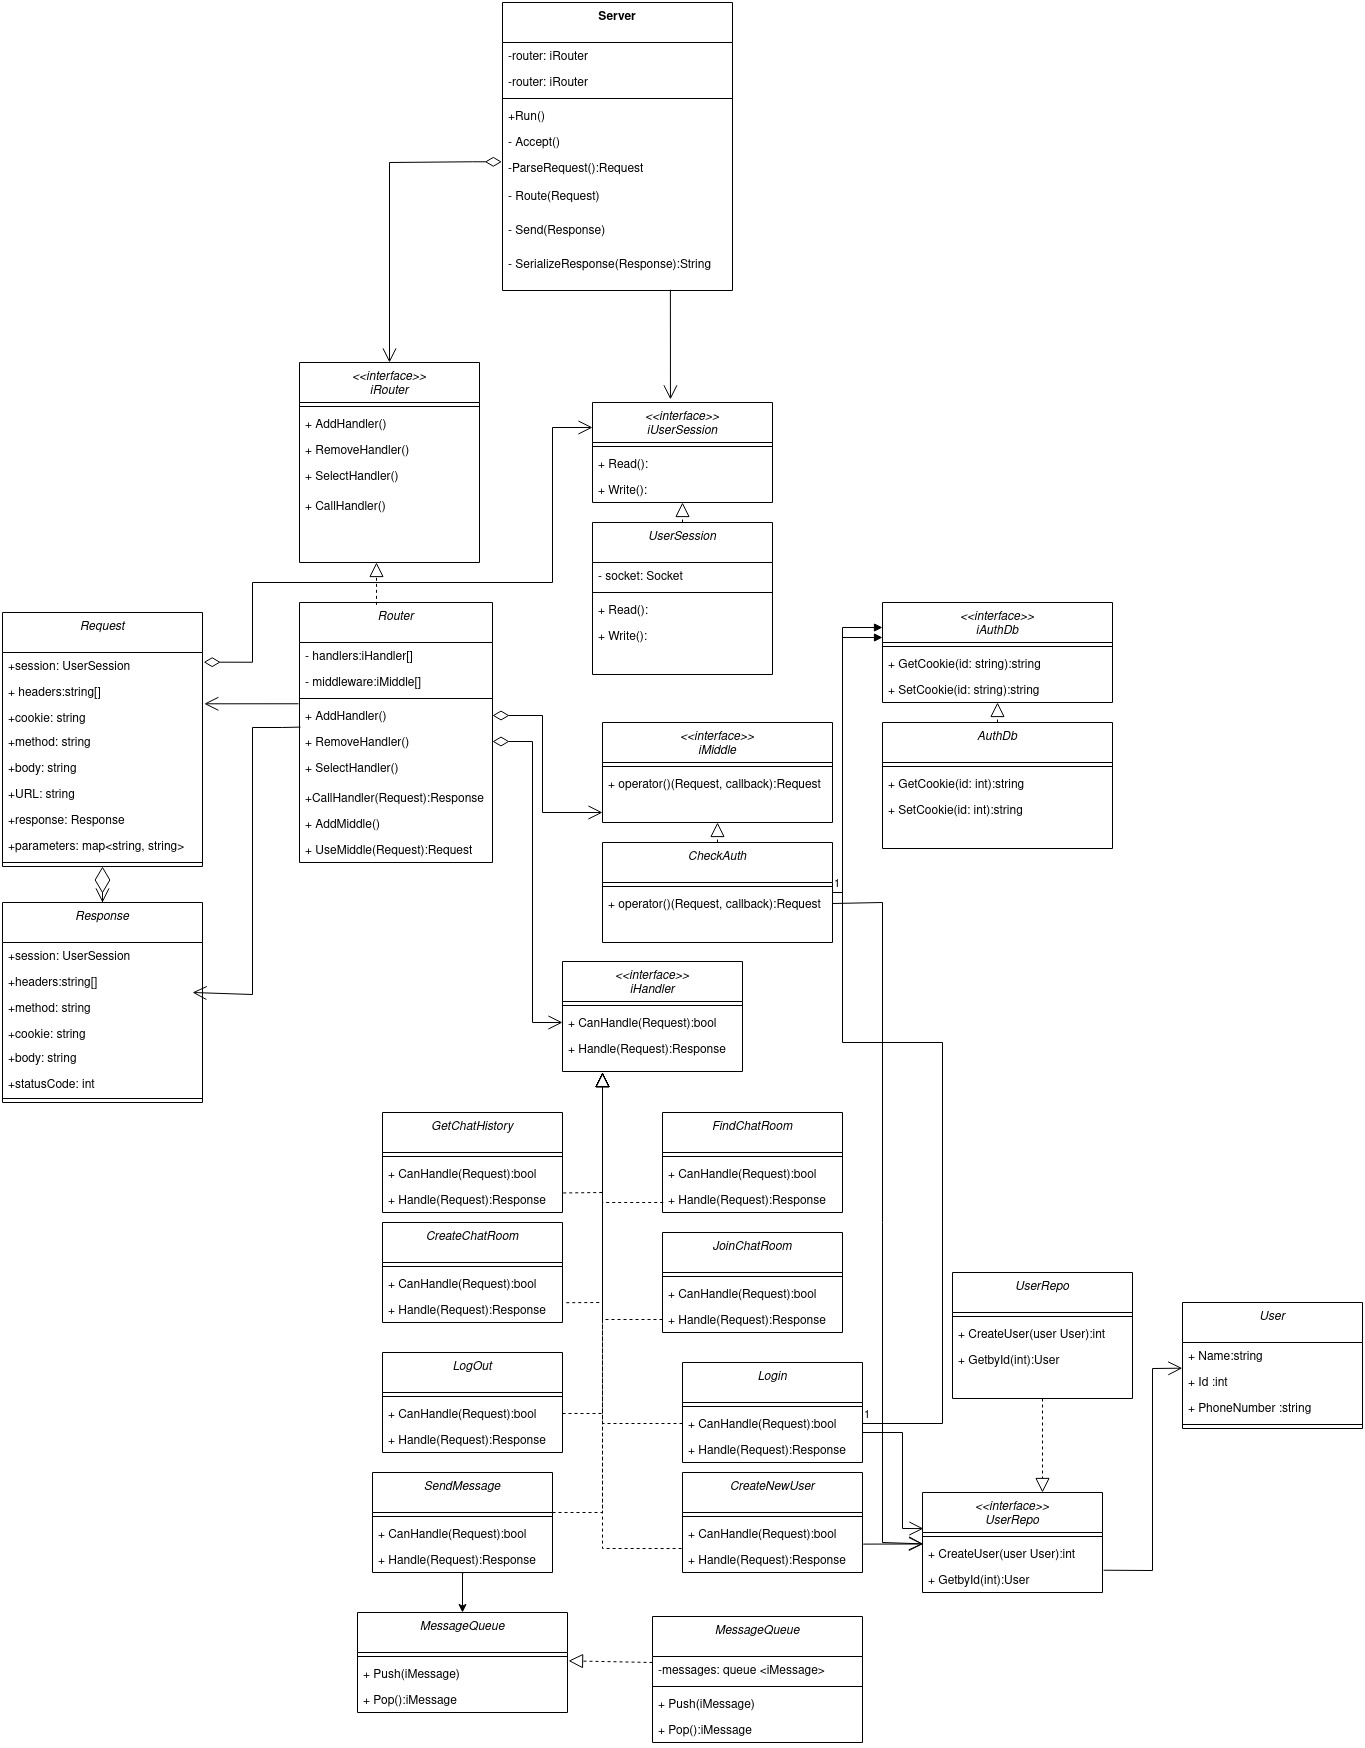 Server
-router: iRouter
-router: iRouter
+Run()
- Accept()
-ParseRequest():Request
- Route(Request)
- Send(Response)
- SerializeResponse(Response):String
<<interface>>
iRouter
+ AddHandler()
+ RemoveHandler()
+ SelectHandler()
+ CallHandler()
<<interface>>
iUserSession
+ Read():
+ Write():
UserSession
- socket: Socket
+ Read():
+ Write():
Request
+session: UserSession
+ headers:string[]
+cookie: string
+method: string
+body: string
+URL: string
+response: Response
+parameters: map<string, string>
Router
- handlers:iHandler[]
- middleware:iMiddle[]
+ AddHandler()
+ RemoveHandler()
+ SelectHandler()
+CallHandler(Request):Response
+ AddMiddle()
+ UseMiddle(Request):Request
<<interface>>
iAuthDb
+ GetCookie(id: string):string
+ SetCookie(id: string):string
AuthDb
+ GetCookie(id: int):string
+ SetCookie(id: int):string
<<interface>>
iMiddle
+ operator()(Request, callback):Request
CheckAuth
+ operator()(Request, callback):Request
1
Response
+session: UserSession
+headers:string[]
+method: string
+cookie: string
+body: string
+statusCode: int
<<interface>>
iHandler
+ CanHandle(Request):bool
+ Handle(Request):Response
GetChatHistory
+ CanHandle(Request):bool
+ Handle(Request):Response
FindChatRoom
+ CanHandle(Request):bool
+ Handle(Request):Response
CreateChatRoom
+ CanHandle(Request):bool
+ Handle(Request):Response
JoinChatRoom
+ CanHandle(Request):bool
+ Handle(Request):Response
LogOut
+ CanHandle(Request):bool
+ Handle(Request):Response
Login
+ CanHandle(Request):bool
+ Handle(Request):Response
1
UserRepo
+ CreateUser(user User):int
+ GetbyId(int):User
User
+ Name:string
+ Id :int
+ PhoneNumber :string
SendMessage
+ CanHandle(Request):bool
+ Handle(Request):Response
CreateNewUser
+ CanHandle(Request):bool
+ Handle(Request):Response
<<interface>>
UserRepo
+ CreateUser(user User):int
+ GetbyId(int):User
MessageQueue
+ Push(iMessage)
+ Pop():iMessage
MessageQueue
-messages: queue <iMessage>
+ Push(iMessage)
+ Pop():iMessage